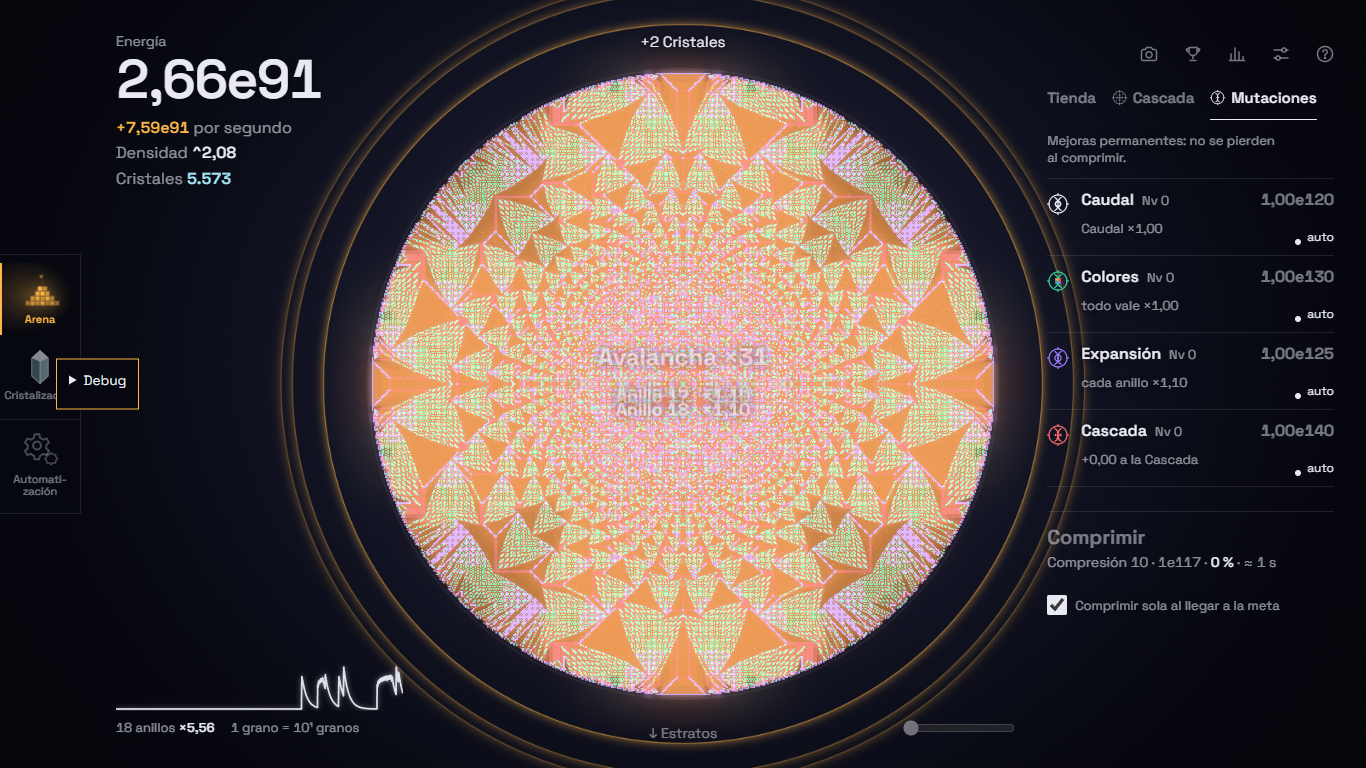 Energía
2,66e91
+7,59e91 por segundo
Densidad ^2,08
Cristales 5.573
+2 Cristales
Arena
Debug
Automati-
zación
18 anillos ×5,56 1 grano = 10¹ granos
Avalancha
Anillo 18 ×1,10
↓ Estratos
Tienda Cascada Mutaciones
Mejoras permanentes: no se pierden
al comprimir.
Caudal Nv 0 1,00e120
Caudal ×1,00 auto
Colores Nv 0 1,00e130
todo vale ×1,00 auto
Expansión Nv 0 1,00e125
cada anillo ×1,10 auto
Cascada Nv 0 1,00e140
+0,00 a la Cascada auto
Comprimir
Compresión 10 · 1e117 · 0 % · ≈ 1 s
Comprimir sola al llegar a la meta